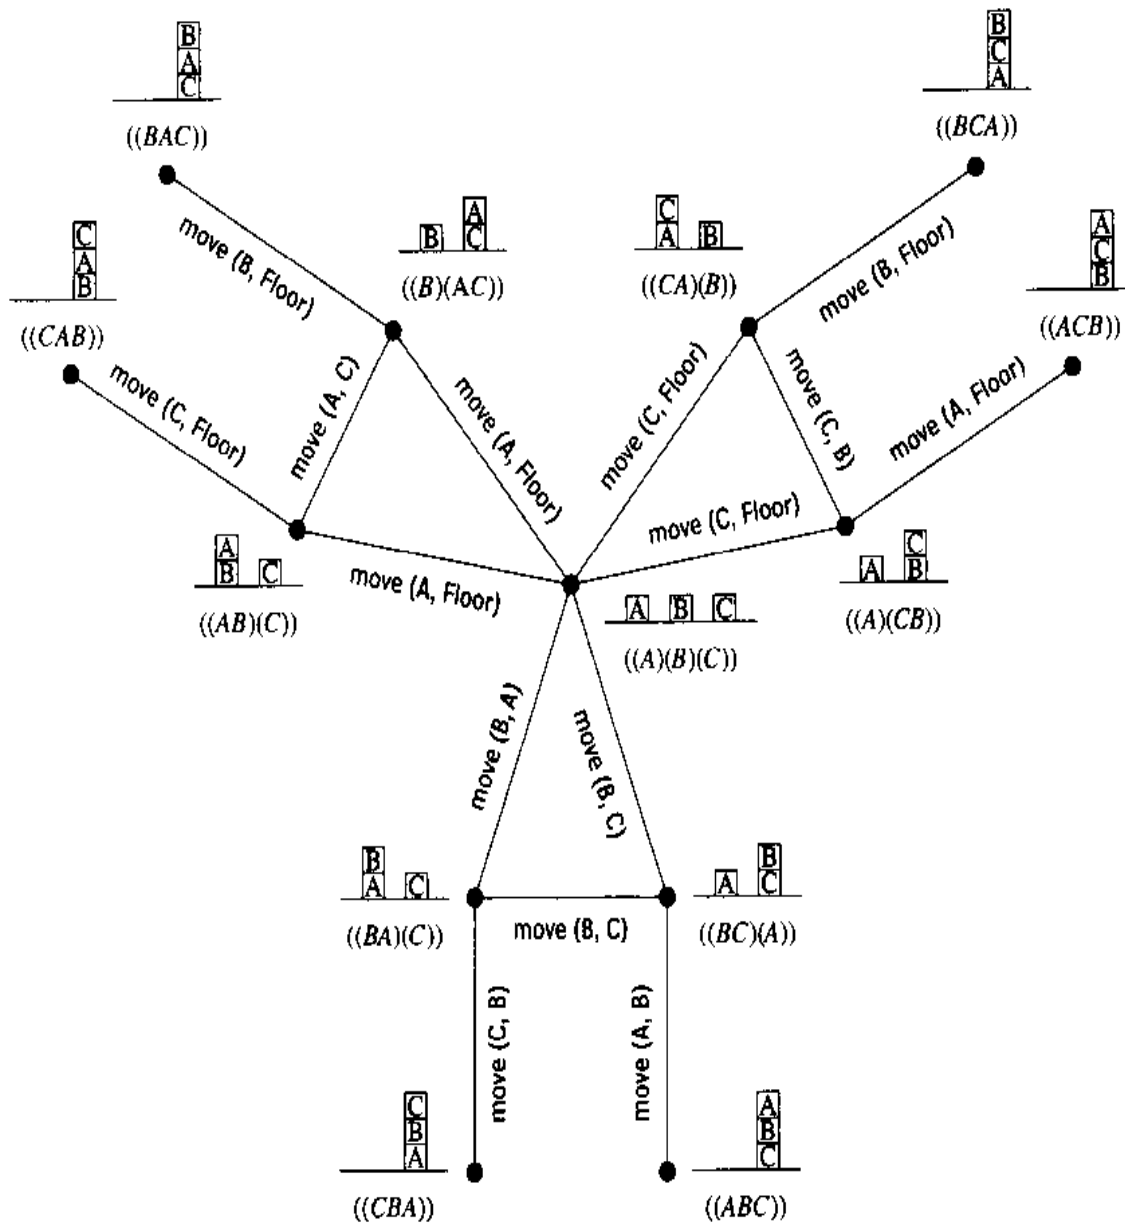 B
A
C
((BAC))
B
C
A
((BCA))
C
A
B
((CAB))
B
A
C
((B)(AC))
C
A
B
((CA)(B))
A
C
B
((ACB))
move (B, Floor)
move (B, Floor)
move (C, Floor)
move (A, C)
move (A, Floor)
move (C, Floor)
move (C, B)
move (A, Floor)
A
B
C
((AB)(C))
move (A, Floor)
move (C, Floor)
A
B
C
((A)(B)(C))
A
C
B
((A)(CB))
move (B, A)
move (B, C)
B
A
C
((BA)(C))
move (B, C)
A
B
C
((BC)(A))
move (C, B)
move (A, B)
C
B
A
((CBA))
A
B
C
((ABC))